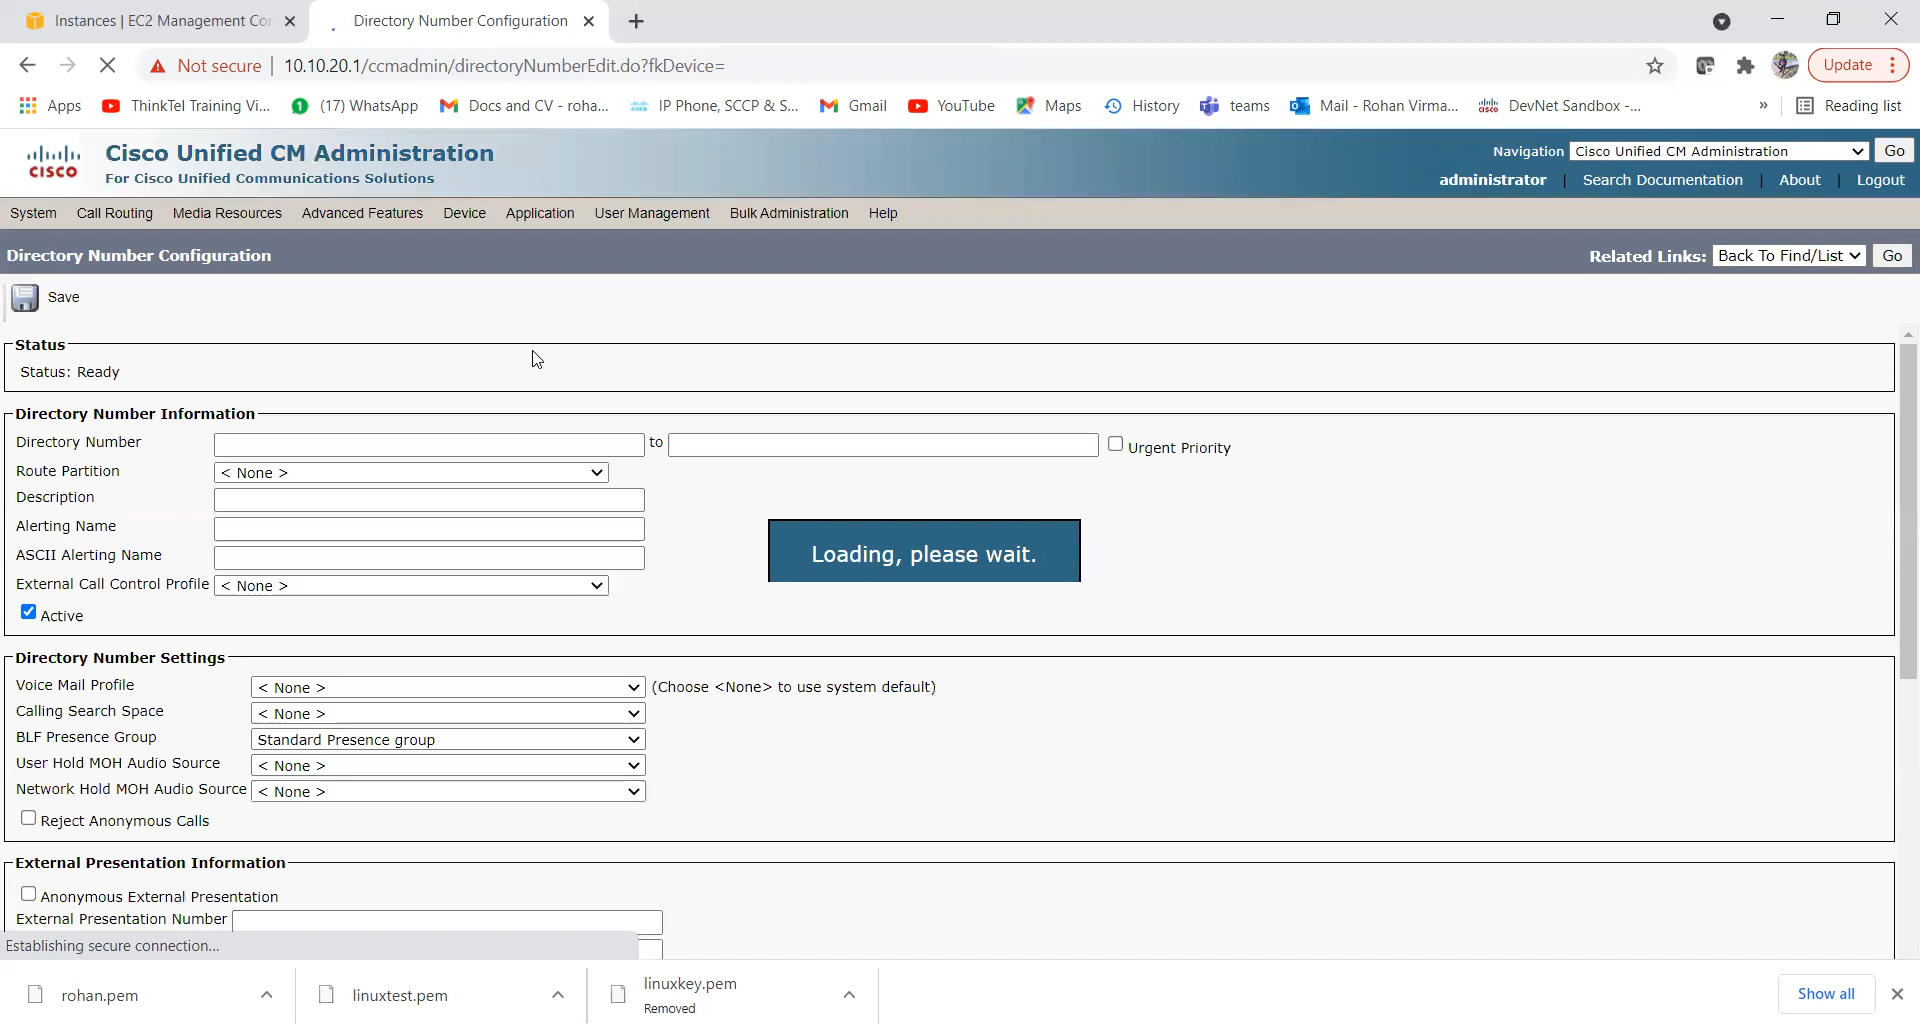 Instances | EC2 Management Co
Directory Number Configuration
Not secure | 10.10.20.1/ccmadmin/directoryNumberEdit.do?fkDevice=
Update
Apps ThinkTel Training Vi... (17) WhatsApp Docs and CV - roha... IP Phone, SCCP & S... Gmail YouTube Maps History teams Mail - Rohan Virma... DevNet Sandbox -... » Reading list
CISCO
Cisco Unified CM Administration
For Cisco Unified Communications Solutions
Navigation Cisco Unified CM Administration Go
administrator | Search Documentation | About | Logout
System Call Routing Media Resources Advanced Features Device Application User Management Bulk Administration Help
Directory Number Configuration
Related Links: Back To Find/List Go
Save
Status
Status: Ready
Directory Number Information
Directory Number to Urgent Priority
Route Partition < None >
Description
Alerting Name
ASCII Alerting Name
External Call Control Profile < None >
Active
Loading, please wait.
Directory Number Settings
Voice Mail Profile < None > (Choose <None> to use system default)
Calling Search Space < None >
BLF Presence Group Standard Presence group
User Hold MOH Audio Source < None >
Network Hold MOH Audio Source < None >
Reject Anonymous Calls
External Presentation Information
Anonymous External Presentation
External Presentation Number
Establishing secure connection...
rohan.pem
linuxtest.pem
linuxkey.pem
Removed
Show all